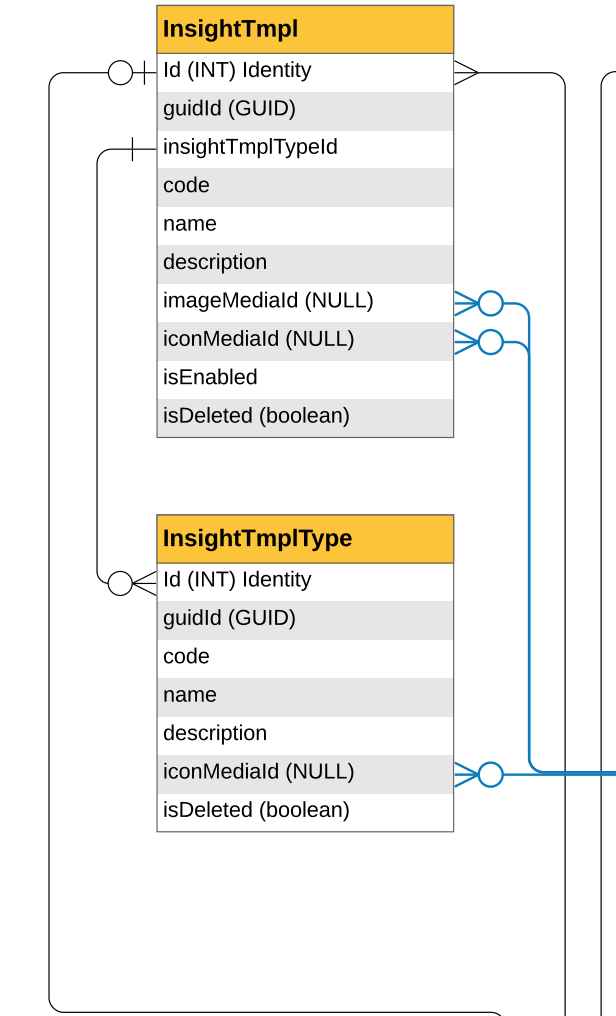 InsightTmpl
Id (INT) Identity
guidId (GUID)
insightTmplTypeId
code
name
description
imageMediaId (NULL)
iconMediaId (NULL)
isEnabled
isDeleted (boolean)
InsightTmplType
Id (INT) Identity
guidId (GUID)
code
name
description
iconMediaId (NULL)
isDeleted (boolean)